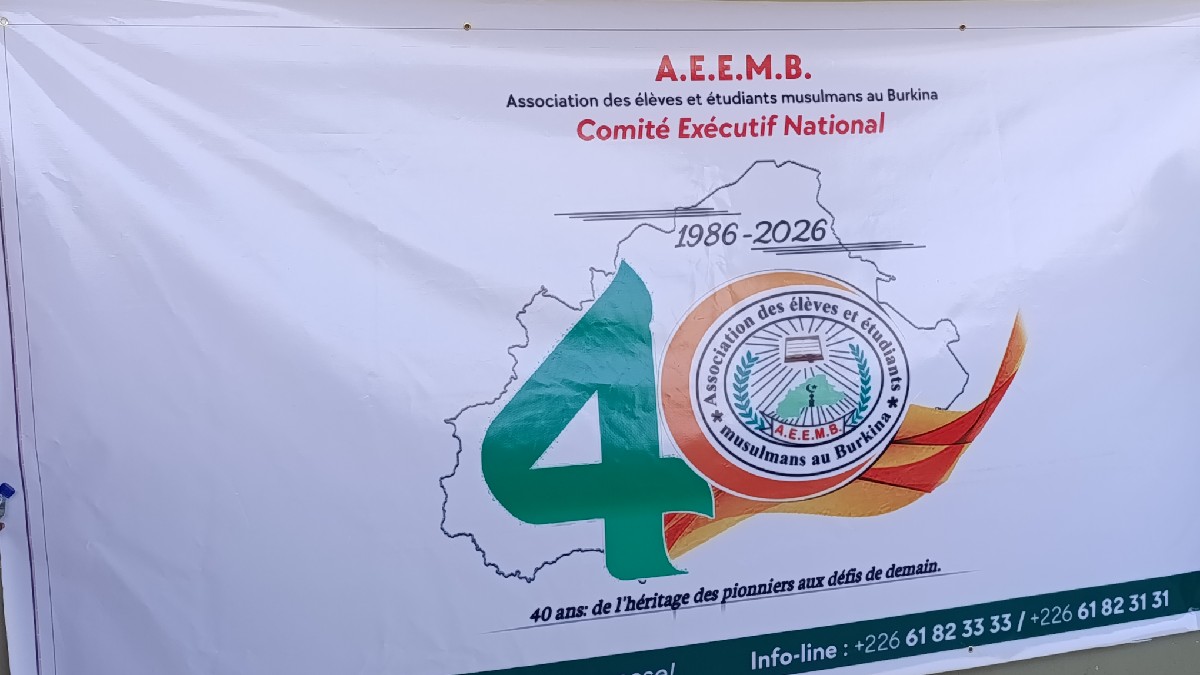 A.E.E.M.B.
Association des élèves et étudiants musulmans au Burkina
Comité Exécutif National
1986 - 2026
40
Association des élèves et étudiants
* musulmans au Burkina *
A.E.E.M.B.
40 ans: de l'héritage des pionniers aux défis de demain.
Info-line : +226 61 82 33 33 / +226 61 82 31 31